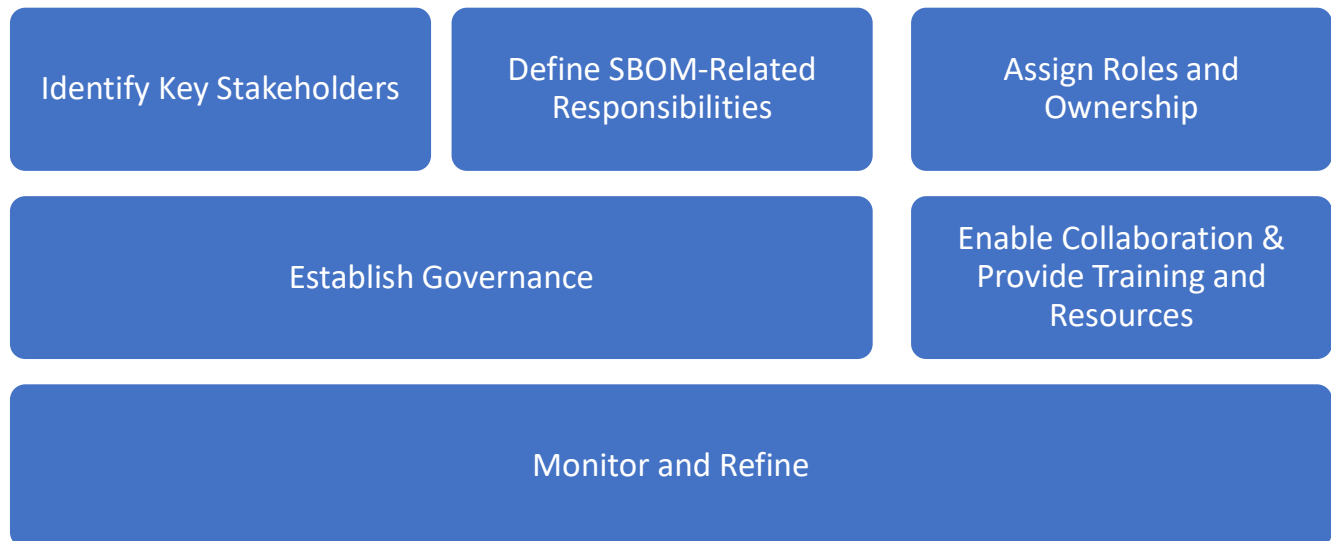 Identify Key Stakeholders
Define SBOM-Related
Responsibilities
Assign Roles and
Ownership
Establish Governance
Enable Collaboration &
Provide Training and
Resources
Monitor and Refine